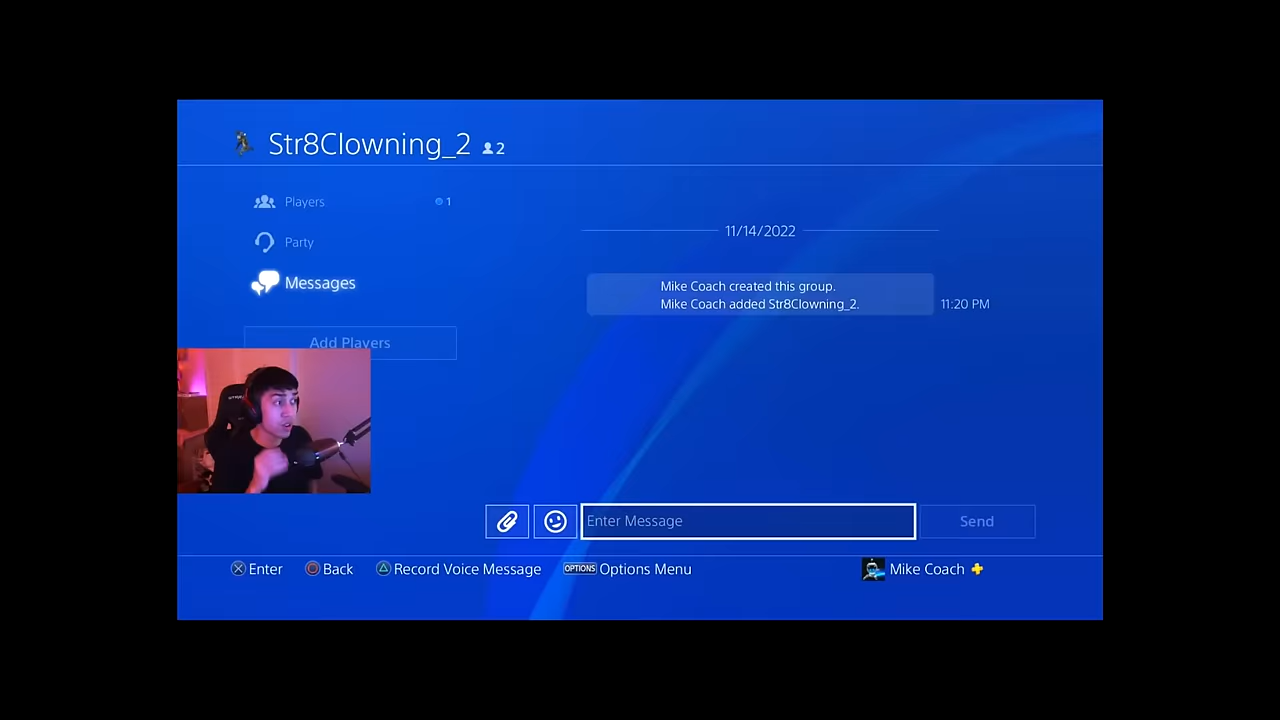 Str8Clowning_2 2
Players 1
Party
Messages
Add Players
11/14/2022
Mike Coach created this group.
Mike Coach added Str8Clowning_2.
11:20 PM
Enter Message
Send
Enter
Back
Record Voice Message
OPTIONS Options Menu
Mike Coach